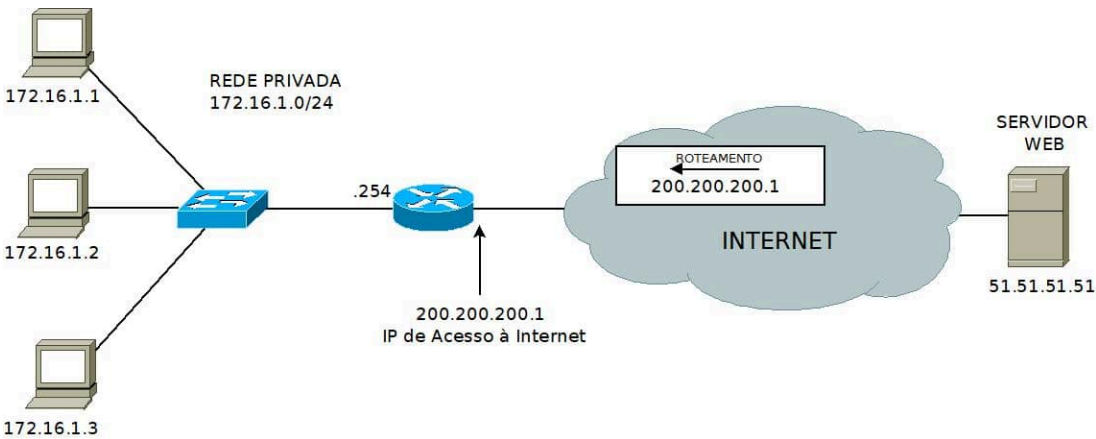 172.16.1.1
REDE PRIVADA
172.16.1.0/24
172.16.1.2
.254
172.16.1.3
200.200.200.1
IP de Acesso à Internet
ROTEAMENTO
200.200.200.1
INTERNET
SERVIDOR
WEB
51.51.51.51